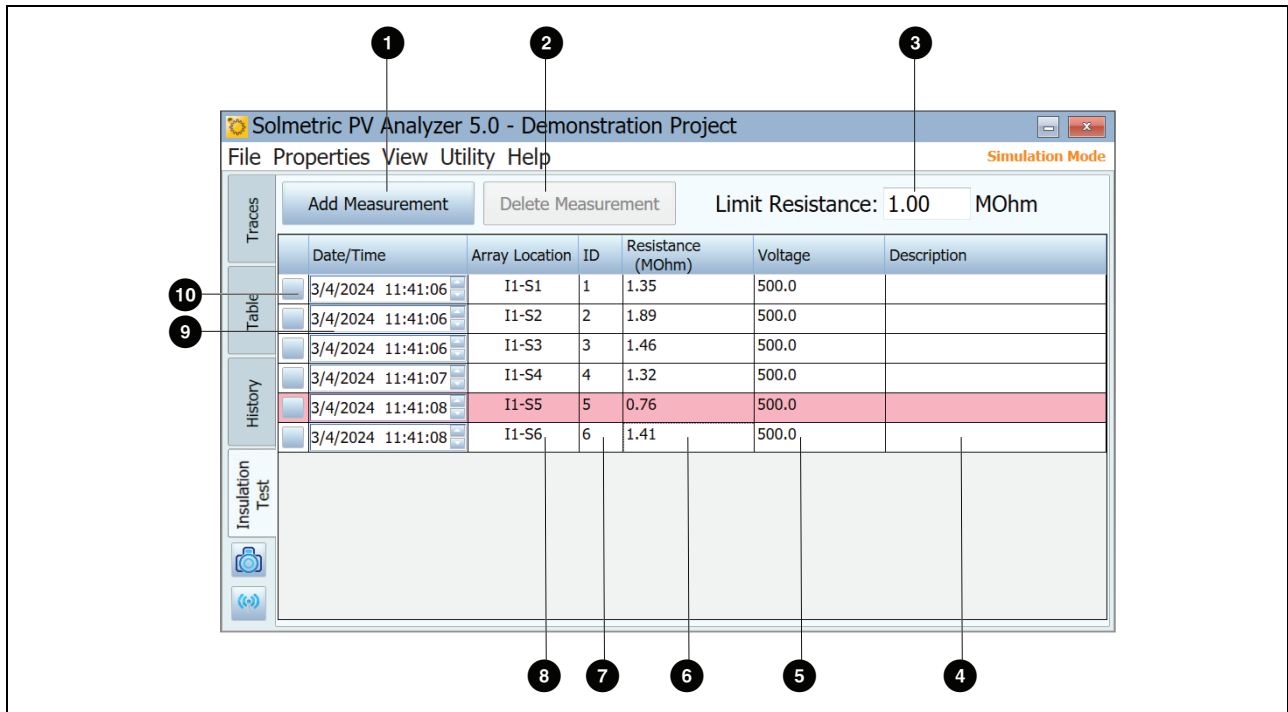 1 2 3
Solmetric PV Analyzer 5.0 - Demonstration Project
File Properties View Utility Help Simulation Mode
Traces
Table
History
Insulation
Test
Add Measurement Delete Measurement Limit Resistance: 1.00 MOhm
Date/Time Array Location ID Resistance (MOhm) Voltage Description
10
3/4/2024 11:41:06 I1-S1 1 1.35 500.0
3/4/2024 11:41:06 I1-S2 2 1.89 500.0
9
3/4/2024 11:41:06 I1-S3 3 1.46 500.0
3/4/2024 11:41:07 I1-S4 4 1.32 500.0
3/4/2024 11:41:08 I1-S5 5 0.76 500.0
3/4/2024 11:41:08 I1-S6 6 1.41 500.0
8 7 6 5 4